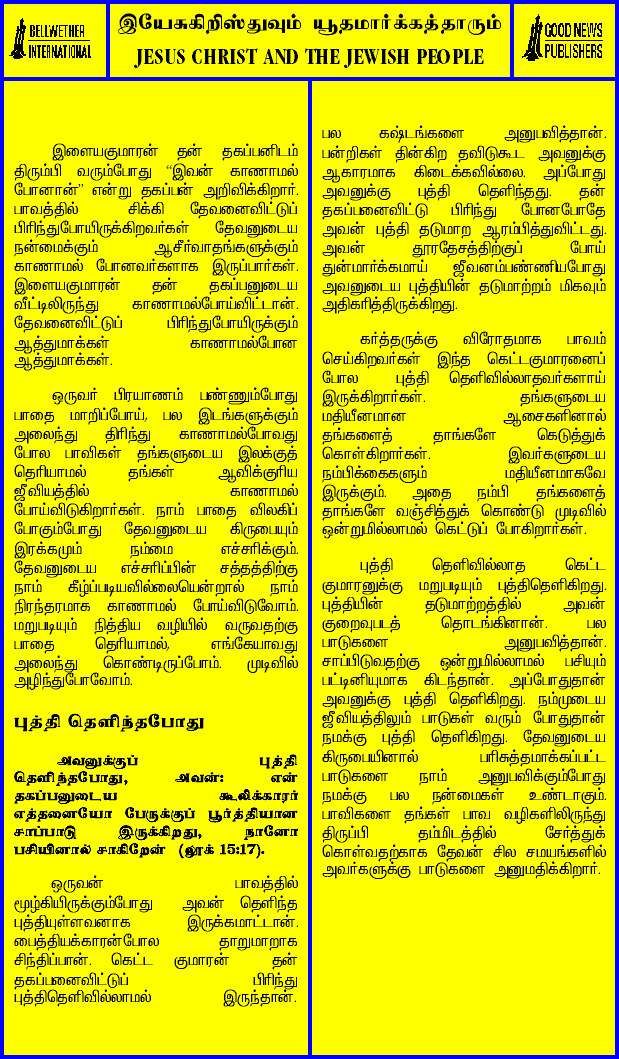 BELLWETHER
INTERNATIONAL
இயேசுகிறிஸ்துவும் யூதமார்க்கத்தாரும்
JESUS CHRIST AND THE JEWISH PEOPLE
GOOD NEWS
PUBLISHERS
இளையகுமாரன் தன் தகப்பனிடம்
திரும்பி வரும்போது “இவன் காணாமல்
போனான்” என்று தகப்பன் அறிவிக்கிறார்.
பாவத்தில் சிக்கி தேவனைவிட்டுப்
பிரிந்துபோயிருக்கிறவர்கள் தேவனுடைய
நன்மைக்கும் ஆசீர்வாதங்களுக்கும்
காணாமல் போனவர்களாக இருப்பார்கள்.
இளையகுமாரன் தன் தகப்பனுடைய
வீட்டிலிருந்து காணாமல்போய்விட்டான்.
தேவனைவிட்டுப் பிரிந்துபோயிருக்கும்
ஆத்துமாக்கள் காணாமல்போன
ஆத்துமாக்கள்.
ஒருவர் பிரயாணம் பண்ணும்போது
பாதை மாறிப்போய், பல இடங்களுக்கும்
அலைந்து திரிந்து காணாமல்போவது
போல பாவிகள் தங்களுடைய இலக்குத்
தெரியாமல் தங்கள் ஆவிக்குரிய
ஜீவியத்தில் காணாமல்
போய்விடுகிறார்கள். நாம் பாதை விலகிப்
போகும்போது தேவனுடைய கிருபையும்
இரக்கமும் நம்மை எச்சரிக்கும்.
தேவனுடைய எச்சரிப்பின் சத்தத்திற்கு
நாம் கீழ்ப்படியவில்லையென்றால் நாம்
நிரந்தரமாக காணாமல் போய்விடுவோம்.
மறுபடியும் நித்திய வழியில் வருவதற்கு
பாதை தெரியாமல், எங்கேயாவது
அலைந்து கொண்டிருப்போம். முடிவில்
அழிந்துபோவோம்.
புத்தி தெளிந்தபோது
அவனுக்குப் புத்தி
தெளிந்தபோது, அவன்: என்
தகப்பனுடைய கூலிக்காரர்
எத்தனையோ பேருக்குப் பூர்த்தியான
சாப்பாடு இருக்கிறது, நானோ
பசியினால் சாகிறேன் (லூக் 15:17).
ஒருவன் பாவத்தில்
மூழ்கியிருக்கும்போது அவன் தெளிந்த
புத்தியுள்ளவனாக இருக்கமாட்டான்.
பைத்தியக்காரன்போல தாறுமாறாக
சிந்திப்பான். கெட்ட குமாரன் தன்
தகப்பனைவிட்டுப் பிரிந்து
புத்திதெளிவில்லாமல் இருந்தான்.
பல கஷ்டங்களை அனுபவித்தான்.
பன்றிகள் தின்கிற தவிடுகூட அவனுக்கு
ஆகாரமாக கிடைக்கவில்லை. அப்போது
அவனுக்கு புத்தி தெளிந்தது. தன்
தகப்பனைவிட்டு பிரிந்து போனபோதே
அவன் புத்தி தடுமாற ஆரம்பித்துவிட்டது.
அவன் தூரதேசத்திற்குப் போய்
துன்மார்க்கமாய் ஜீவனம்பண்ணியபோது
அவனுடைய புத்தியின் தடுமாற்றம் மிகவும்
அதிகரித்திருக்கிறது.
கர்த்தருக்கு விரோதமாக பாவம்
செய்கிறவர்கள் இந்த கெட்டகுமாரனைப்
போல புத்தி தெளிவில்லாதவர்களாய்
இருக்கிறார்கள். தங்களுடைய
மதியீனமான ஆசைகளினால்
தங்களைத் தாங்களே கெடுத்துக்
கொள்கிறார்கள். இவர்களுடைய
நம்பிக்கைகளும் மதியீனமாகவே
இருக்கும். அதை நம்பி தங்களைத்
தாங்களே வஞ்சித்துக் கொண்டு முடிவில்
ஒன்றுமில்லாமல் கெட்டுப் போகிறார்கள்.
புத்தி தெளிவில்லாத கெட்ட
குமாரனுக்கு மறுபடியும் புத்திதெளிகிறது.
புத்தியின் தடுமாற்றத்தில் அவன்
குறைவுபடத் தொடங்கினான். பல
பாடுகளை அனுபவித்தான்.
சாப்பிடுவதற்கு ஒன்றுமில்லாமல் பசியும்
பட்டினியுமாக கிடந்தான். அப்போதுதான்
அவனுக்கு புத்தி தெளிகிறது. நம்முடைய
ஜீவியத்திலும் பாடுகள் வரும் போதுதான்
நமக்கு புத்தி தெளிகிறது. தேவனுடைய
கிருபையினால் பரிசுத்தமாக்கப்பட்ட
பாடுகளை நாம் அனுபவிக்கும்போது
நமக்கு பல நன்மைகள் உண்டாகும்.
பாவிகளை தங்கள் பாவ வழிகளிலிருந்து
திருப்பி தம்மிடத்தில் சேர்த்துக்
கொள்வதற்காக தேவன் சில சமயங்களில்
அவர்களுக்கு பாடுகளை அனுமதிக்கிறார்.